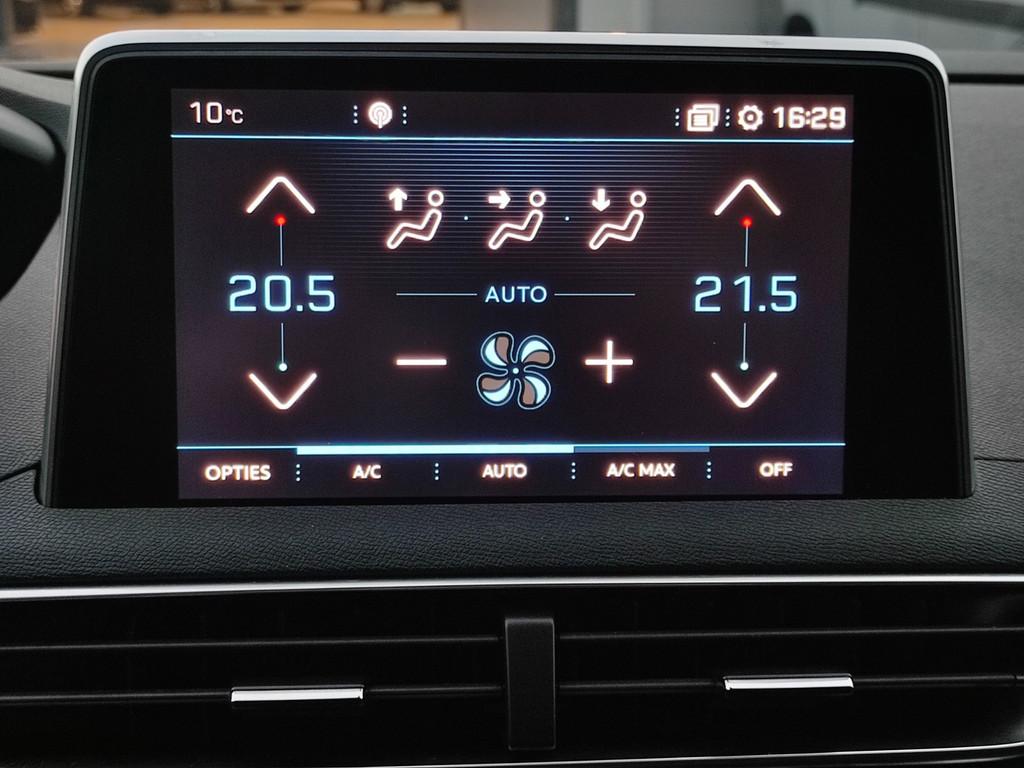 10°C 16:29
20.5 AUTO 21.5
OPTIES A/C AUTO A/C MAX OFF